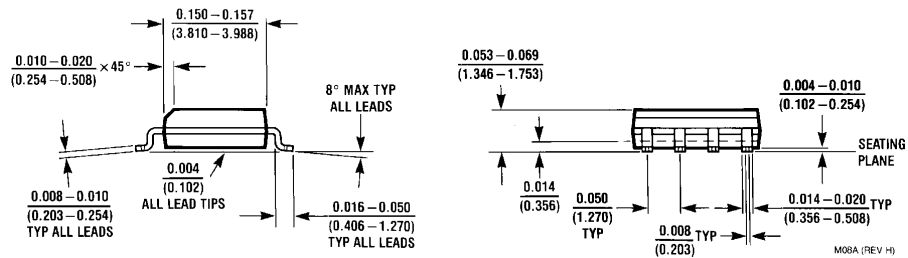 0.150 – 0.157
(3.810 – 3.988)
0.010 – 0.020
(0.254 – 0.508)
× 45°
8° MAX TYP
ALL LEADS
0.004
(0.102)
ALL LEAD TIPS
0.008 – 0.010
(0.203 – 0.254)
TYP ALL LEADS
0.016 – 0.050
(0.406 – 1.270)
TYP ALL LEADS
0.053 – 0.069
(1.346 – 1.753)
0.004 – 0.010
(0.102 – 0.254)
SEATING
PLANE
0.014
(0.356)
0.050
(1.270)
TYP
0.014 – 0.020 TYP
(0.356 – 0.508)
0.008 TYP
(0.203)
M08A (REV H)